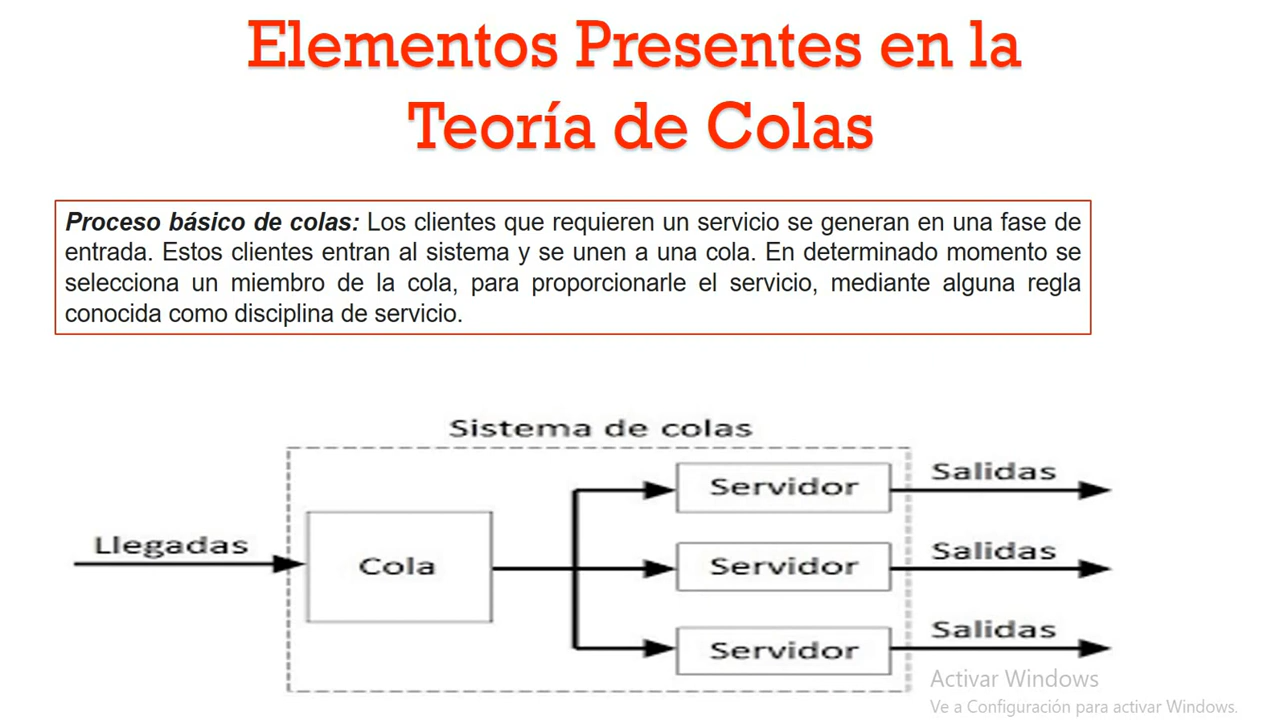 Elementos Presentes en la
Teoría de Colas
Proceso básico de colas: Los clientes que requieren un servicio se generan en una fase de
entrada. Estos clientes entran al sistema y se unen a una cola. En determinado momento se
selecciona un miembro de la cola, para proporcionarle el servicio, mediante alguna regla
conocida como disciplina de servicio.
Sistema de colas
Llegadas
Cola
Servidor
Salidas
Servidor
Salidas
Servidor
Salidas
Activar Windows
Ve a Configuración para activar Windows.